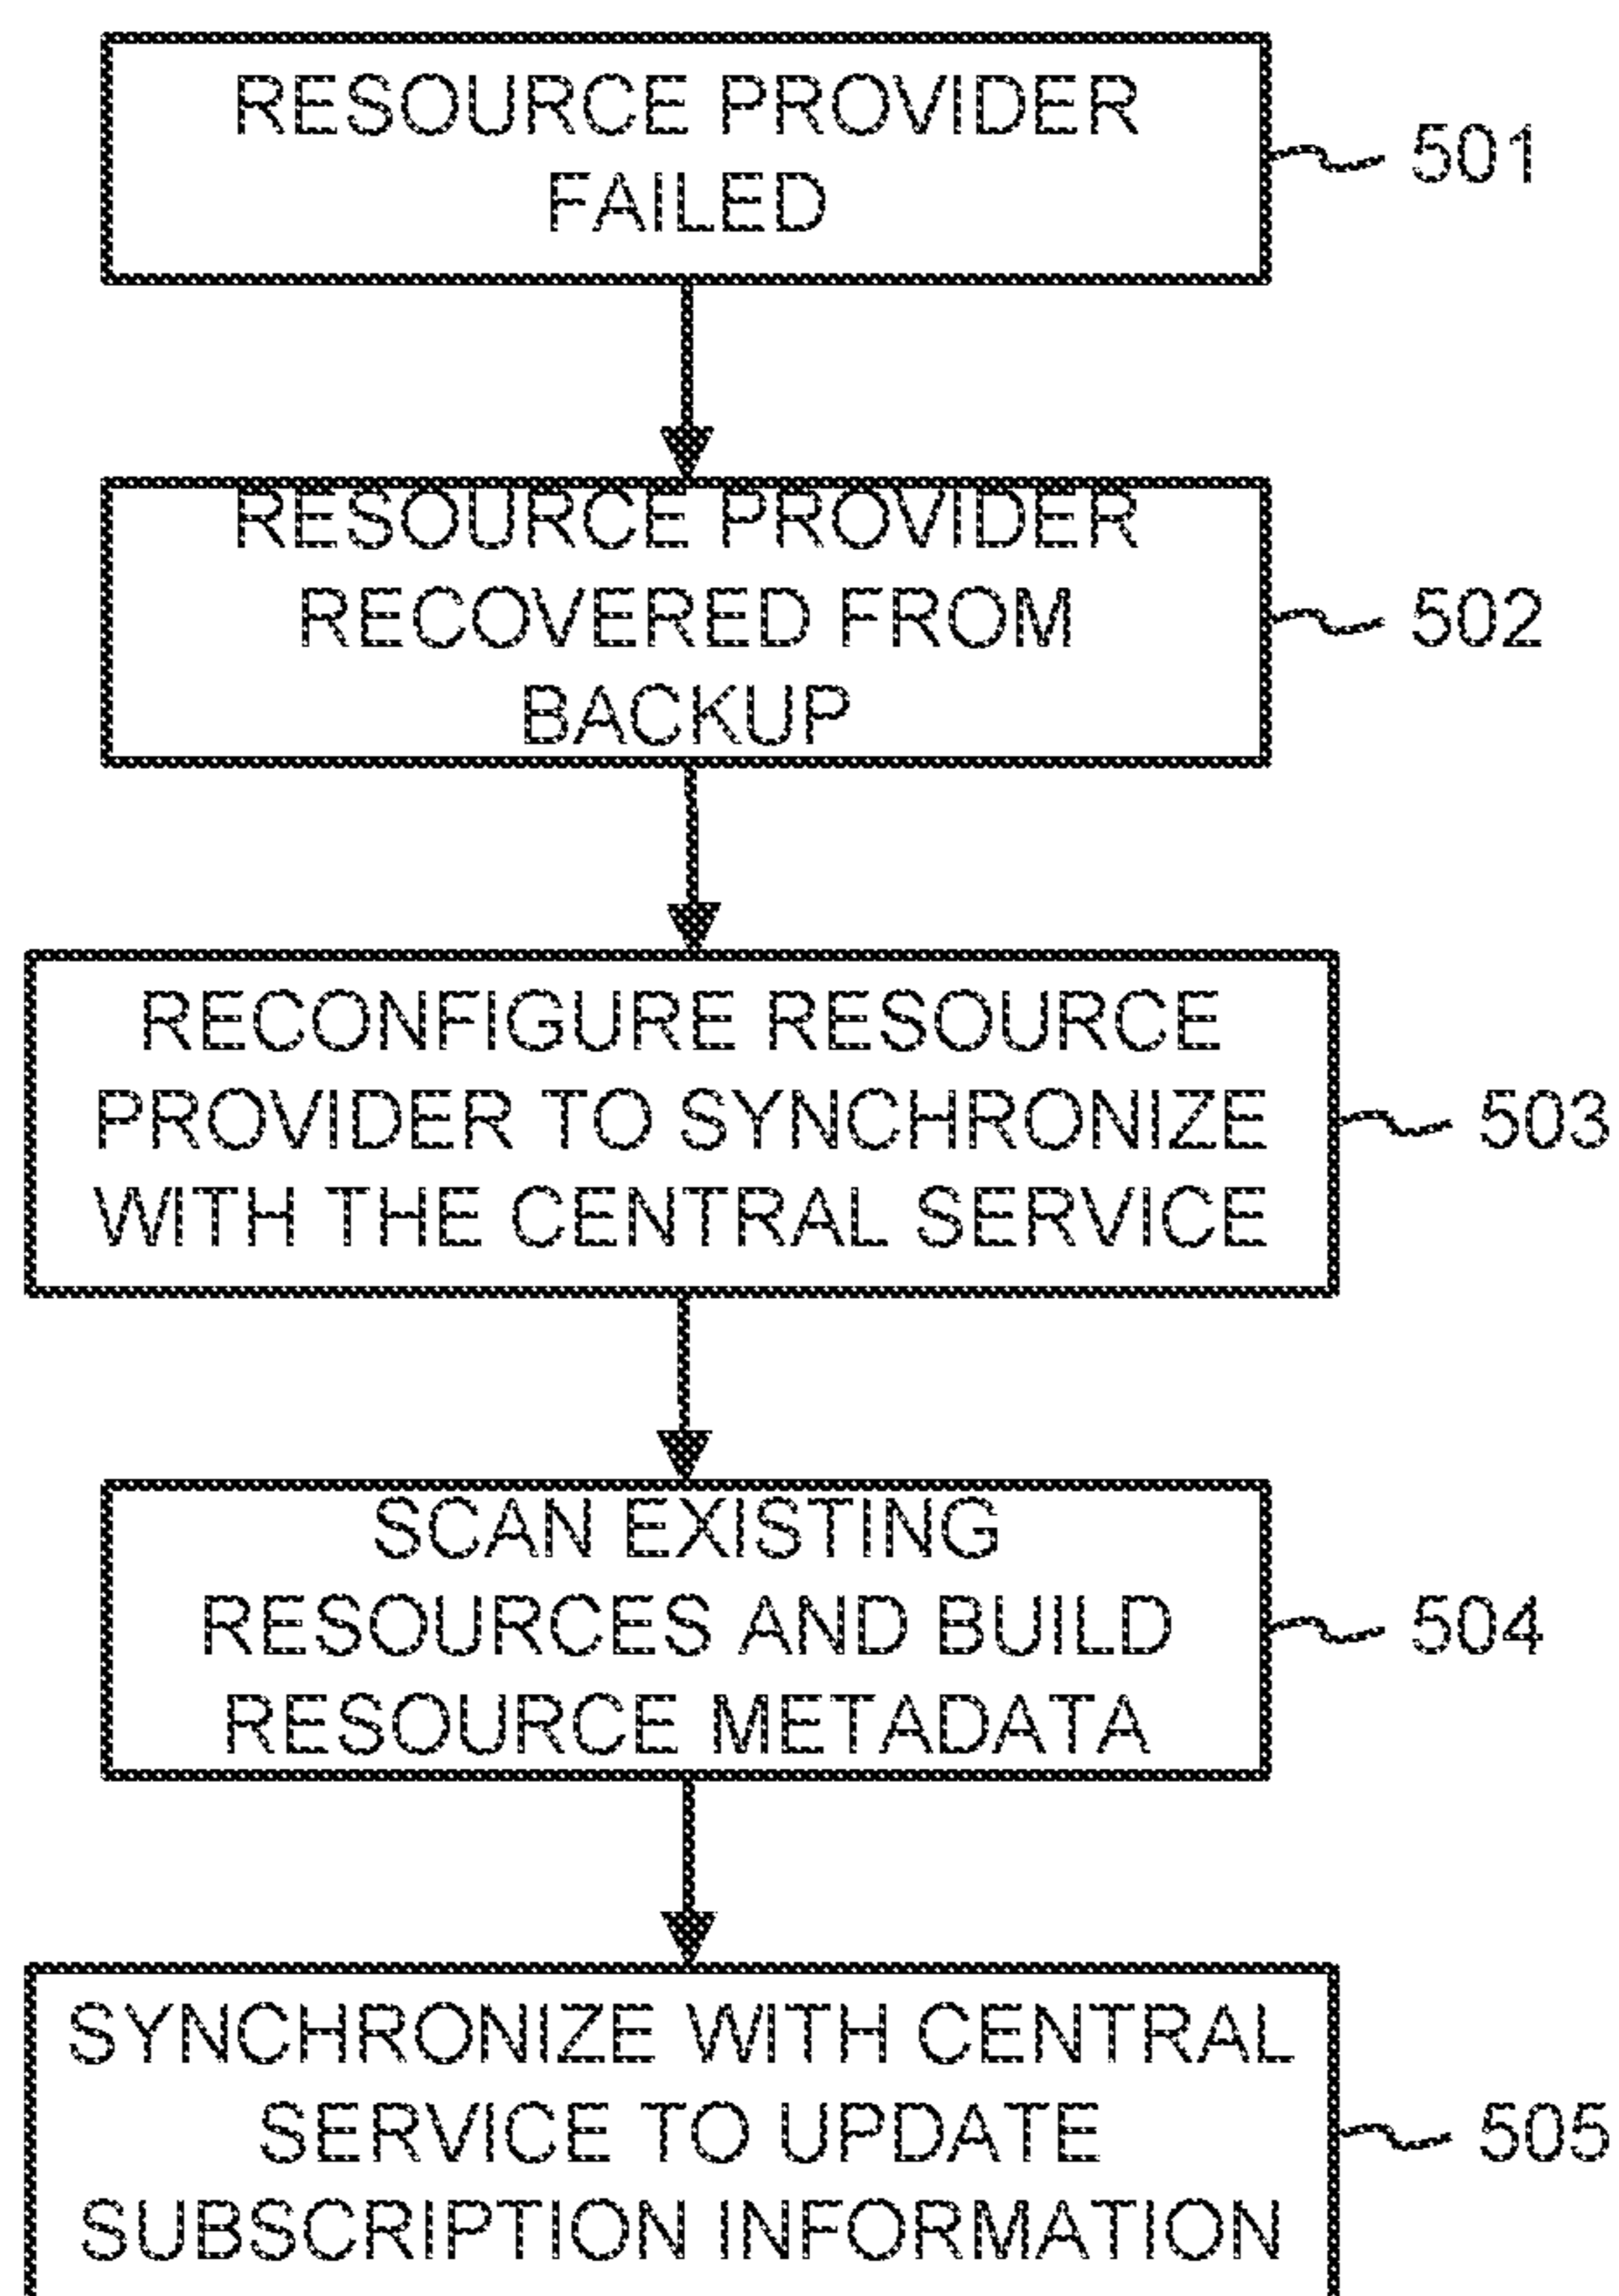 RESOURCE PROVIDER
FAILED
501
RESOURCE PROVIDER
RECOVERED FROM
BACKUP
502
RECONFIGURE RESOURCE
PROVIDER TO SYNCHRONIZE
WITH THE CENTRAL SERVICE
503
SCAN EXISTING
RESOURCES AND BUILD
RESOURCE METADATA
504
SYNCHRONIZE WITH CENTRAL
SERVICE TO UPDATE
SUBSCRIPTION INFORMATION
505